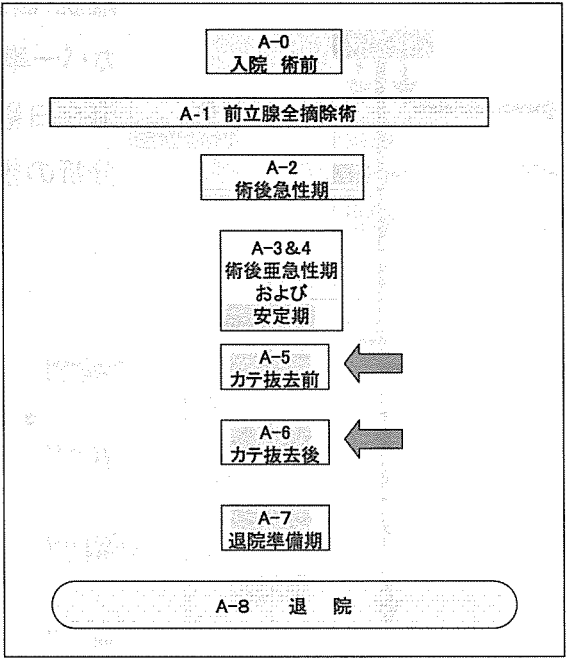 A-0
入院 術前
A-1 前立腺全摘除術
A-2
術後急性期
A-3&4
術後亜急性期
および
安定期
A-5
カテ抜去前
A-6
カテ抜去後
A-7
退院準備期
A-8 退 院